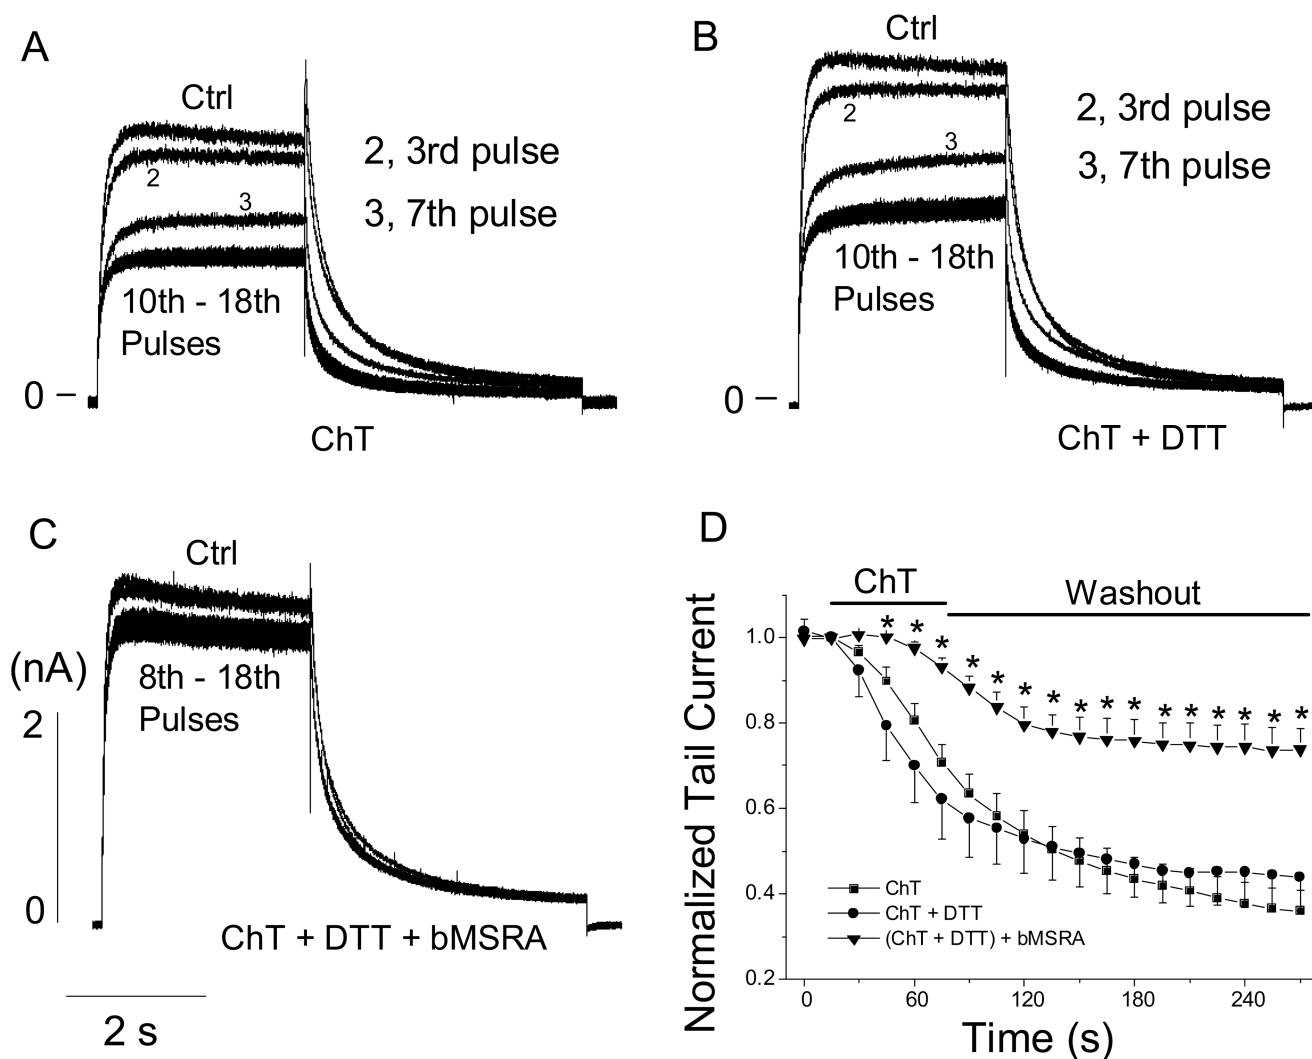 A
Ctrl
2
3
2, 3rd pulse
3, 7th pulse
10th - 18th
Pulses
0
ChT
B
Ctrl
2
3
2, 3rd pulse
3, 7th pulse
10th - 18th
Pulses
0
ChT + DTT
C
Ctrl
(nA)
8th - 18th
Pulses
2
0
ChT + DTT + bMSRA
2 s
D
ChT
Washout
* * * * * * * * * * * * * * * *
Normalized Tail Current
1.0
0.8
0.6
0.4
0.2
ChT
ChT + DTT
(ChT + DTT) + bMSRA
0 60 120 180 240
Time (s)